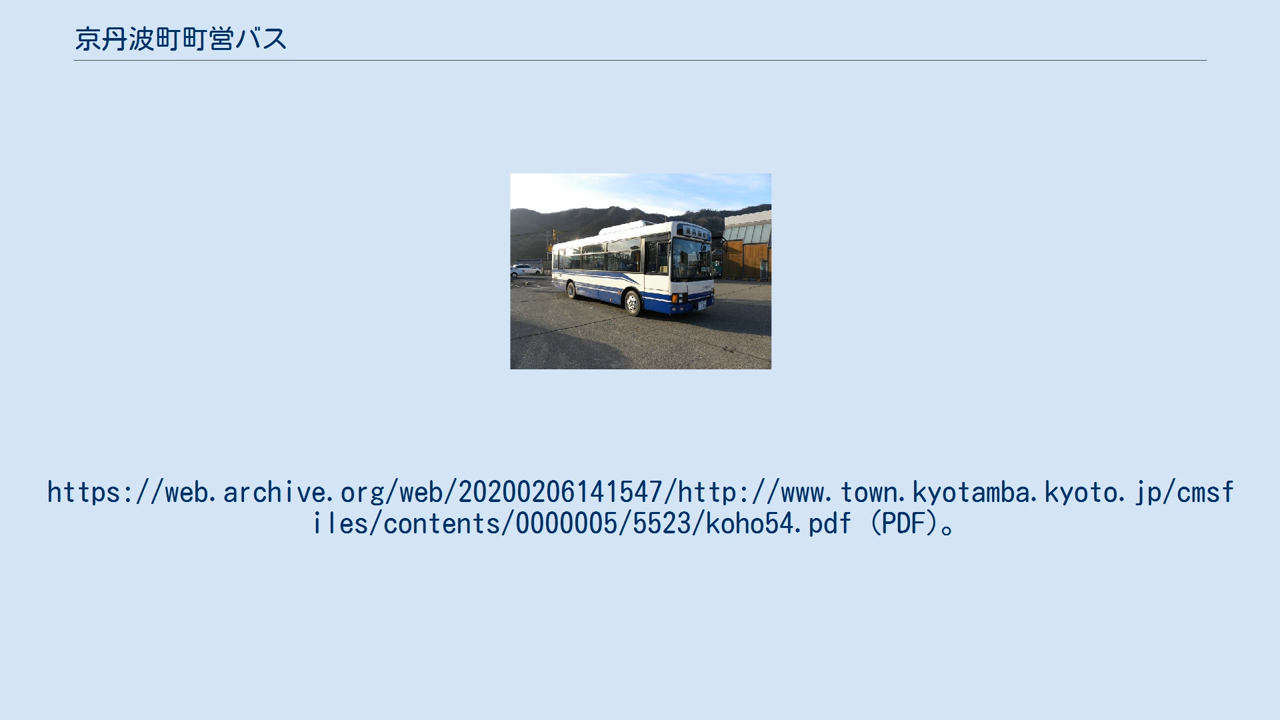 京丹波町町営バス
https://web.archive.org/web/20200206141547/http://www.town.kyotamba.kyoto.jp/cmsf
iles/contents/0000005/5523/koho54.pdf (PDF)。